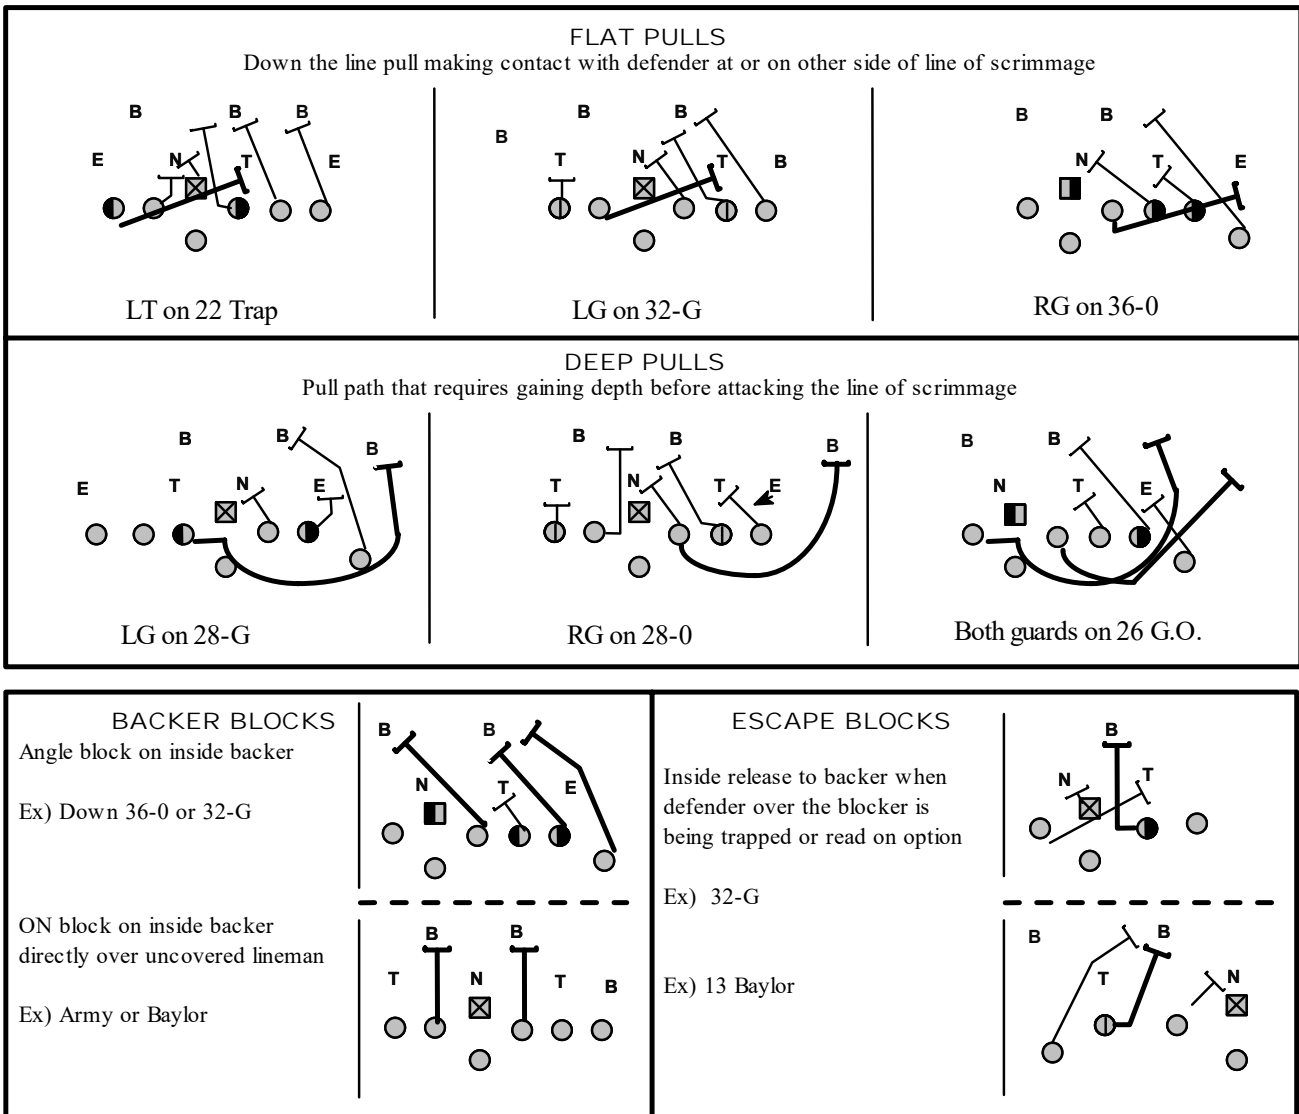 FLAT PULLS
Down the line pull making contact with defender at or on other side of line of scrimmage
B B B
E N T E
LT on 22 Trap
B B B
T N T B
LG on 32-G
B B
N T E
RG on 36-0
DEEP PULLS
Pull path that requires gaining depth before attacking the line of scrimmage
B B B
E T N E
LG on 28-G
B B B
T N T E
RG on 28-0
B B
N T E
Both guards on 26 G.O.
BACKER BLOCKS
Angle block on inside backer
Ex) Down 36-0 or 32-G
B B
N T E
ON block on inside backer
directly over uncovered lineman
Ex) Army or Baylor
B B
T N T B
ESCAPE BLOCKS
Inside release to backer when
defender over the blocker is
being trapped or read on option
Ex) 32-G
B
N T
Ex) 13 Baylor
B B
T N